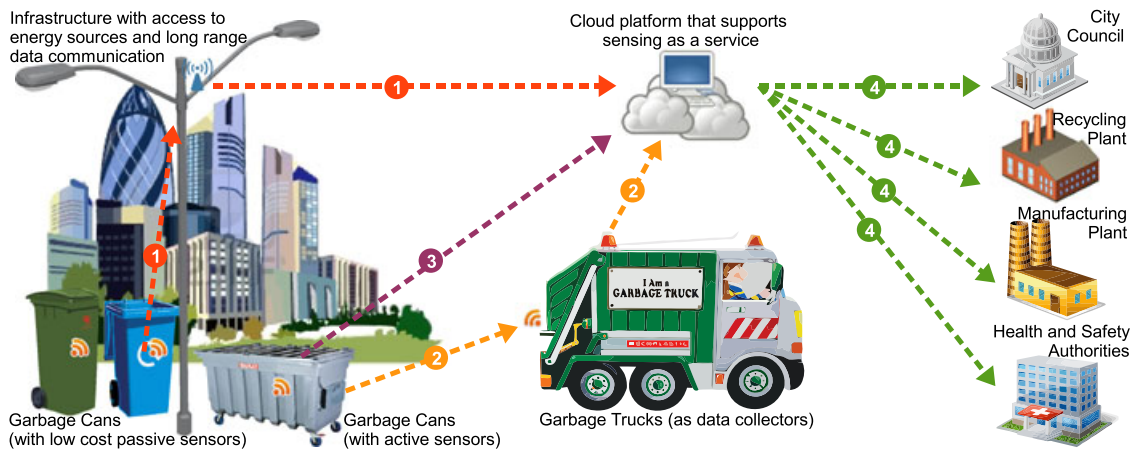 Infrastructure with access to
energy sources and long range
data communication
Cloud platform that supports
sensing as a service
City
Council
1
4
Recycling
Plant
4
2
4
Manufacturing
Plant
4
1
3
I Am a
GARBAGE TRUCK
SCHOLASTIC
2
Health and Safety
Authorities
Garbage Cans
(with low cost passive sensors)
Garbage Cans
(with active sensors)
Garbage Trucks (as data collectors)